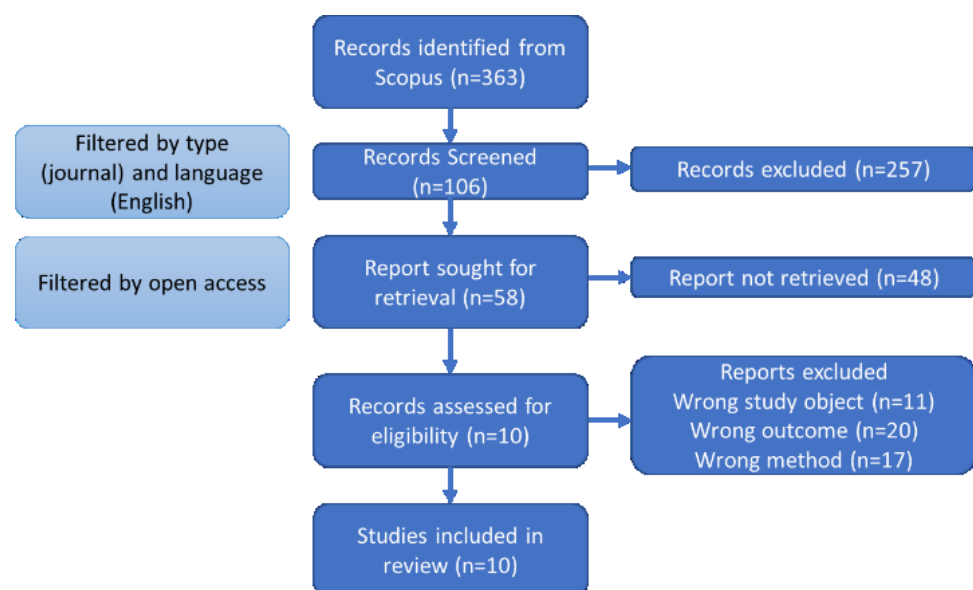 Records identified from
Scopus (n=363)
Filtered by type
(journal) and language
(English)
Records Screened
(n=106)
Records excluded (n=257)
Filtered by open access
Report sought for
retrieval (n=58)
Report not retrieved (n=48)
Records assessed for
eligibility (n=10)
Reports excluded
Wrong study object (n=11)
Wrong outcome (n=20)
Wrong method (n=17)
Studies included in
review (n=10)